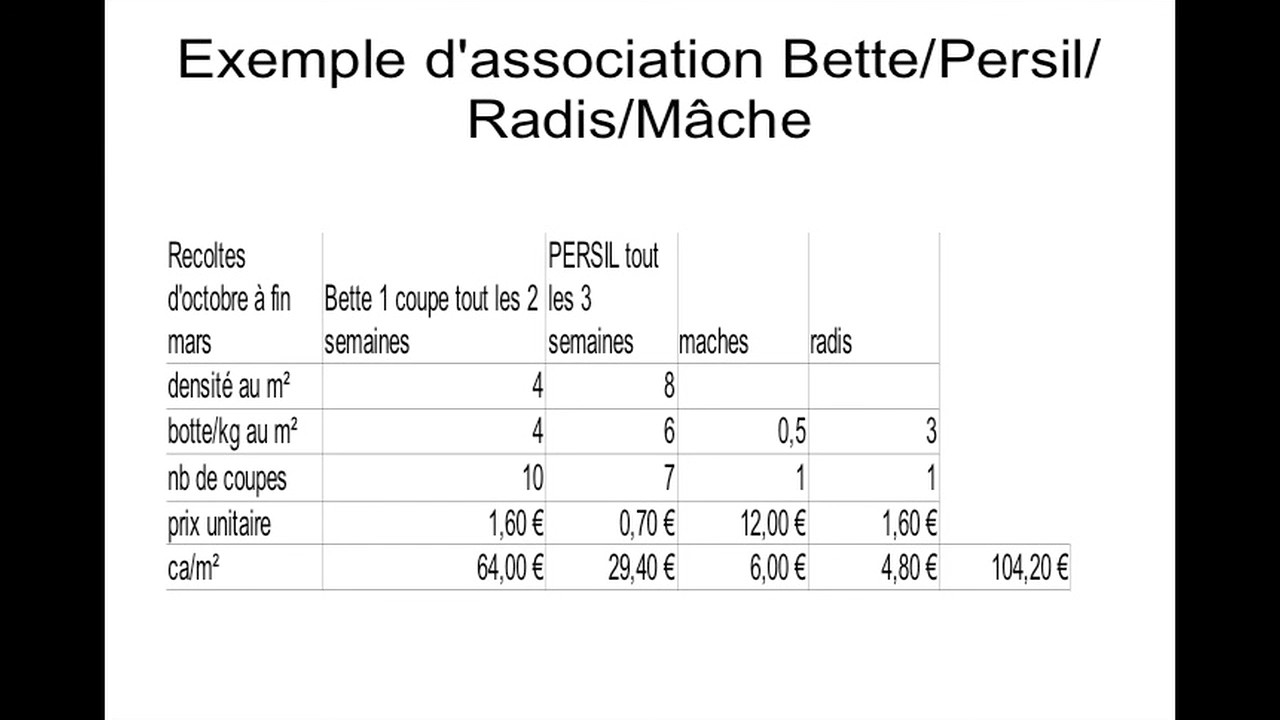 Exemple d'association Bette/Persil/
Radis/Mâche
Recoltes
d'octobre à fin
mars
Bette 1 coupe tout les 2
semaines
PERSIL tout
les 3
semaines
maches
radis
densité au m² 4 8
botte/kg au m² 4 6 0,5 3
nb de coupes 10 7 1 1
prix unitaire 1,60 € 0,70 € 12,00 € 1,60 €
ca/m² 64,00 € 29,40 € 6,00 € 4,80 € 104,20 €